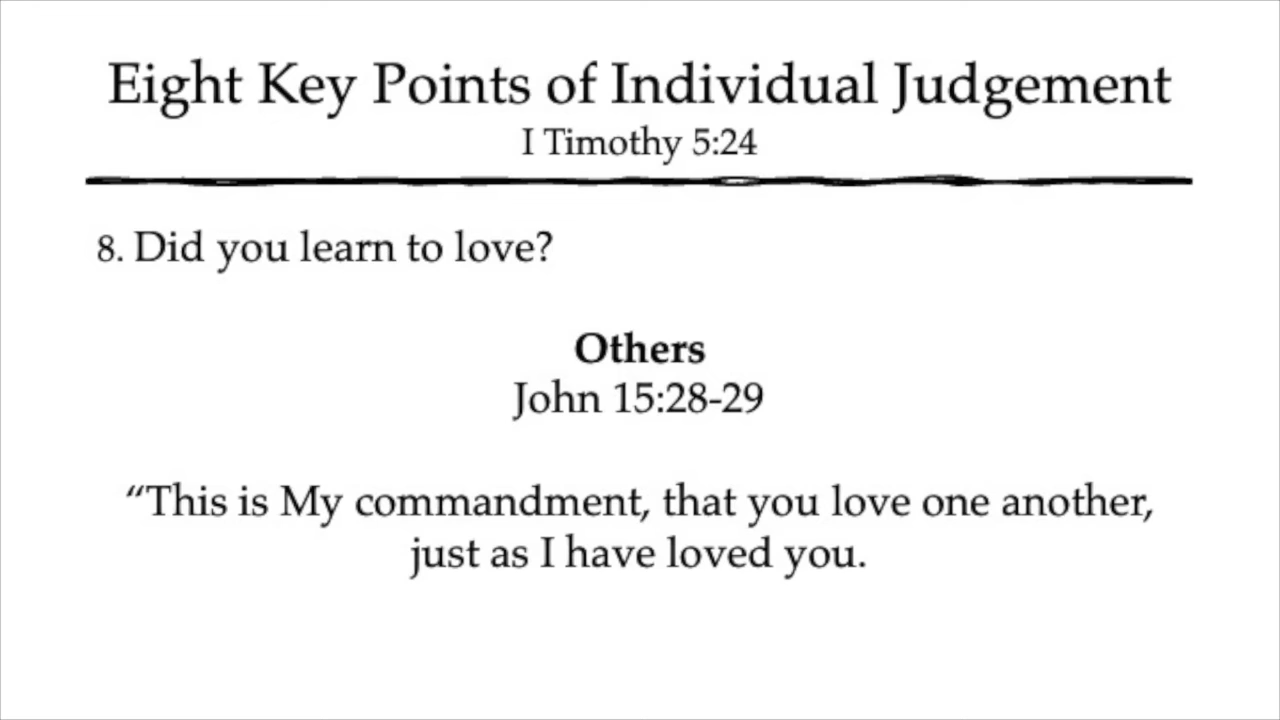 Eight Key Points of Individual Judgement
I Timothy 5:24
8. Did you learn to love?
Others
John 15:28-29
“This is My commandment, that you love one another,
just as I have loved you.